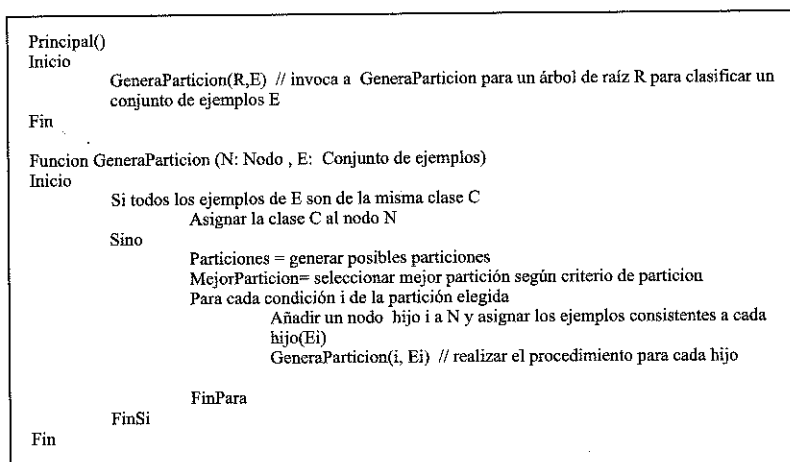 Principal()
Inicio
GeneraParticion(R,E) // invoca a GeneraParticion para un árbol de raíz R para clasificar un
conjunto de ejemplos E
Fin
Funcion GeneraParticion (N: Nodo , E: Conjunto de ejemplos)
Inicio
Si todos los ejemplos de E son de la misma clase C
Asignar la clase C al nodo N
Sino
Particiones = generar posibles particiones
MejorParticion= seleccionar mejor partición según criterio de particion
Para cada condición i de la partición elegida
Añadir un nodo hijo i a N y asignar los ejemplos consistentes a cada
hijo(Ei)
GeneraParticion(i, Ei) // realizar el procedimiento para cada hijo
FinPara
FinSi
Fin